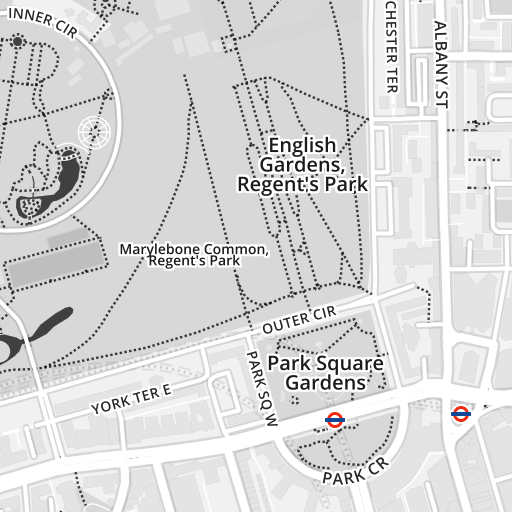 INNER CIR
CHESTER TER
ALBANY ST
English
Gardens,
Regent's Park
Marylebone Common,
Regent's Park
OUTER CIR
Park Square
Gardens
PARK SQ W
YORK TER E
PARK CR